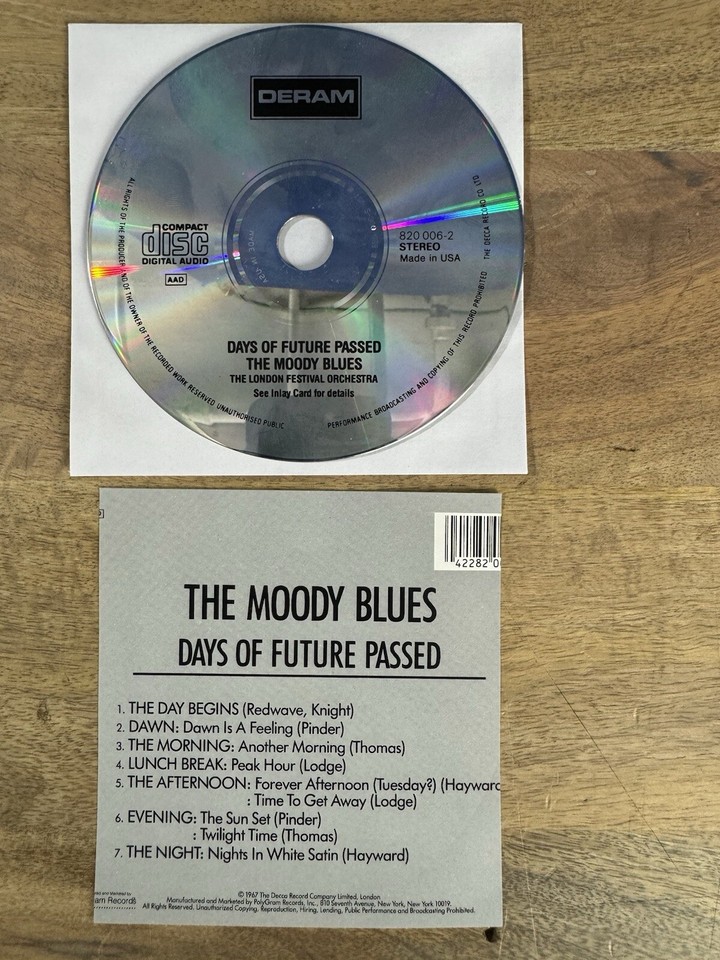 DERAM
COMPACT
disc
DIGITAL AUDIO
AAD
820 006-2
STEREO
Made in USA
DAYS OF FUTURE PASSED
THE MOODY BLUES
THE LONDON FESTIVAL ORCHESTRA
See Inlay Card for details
ALL RIGHTS OF THE PRODUCER AND OF THE OWNER OF THE RECORDED WORK RESERVED UNAUTHORISED PUBLIC PERFORMANCE BROADCASTING AND COPYING OF THIS RECORD PROHIBITED
THE DECCA RECORD CO LTD.
42282 0
THE MOODY BLUES
DAYS OF FUTURE PASSED
1. THE DAY BEGINS (Redwave, Knight)
2. DAWN: Dawn Is A Feeling (Pinder)
3. THE MORNING: Another Morning (Thomas)
4. LUNCH BREAK: Peak Hour (Lodge)
5. THE AFTERNOON: Forever Afternoon (Tuesday?) (Hayward
: Time To Get Away (Lodge)
6. EVENING: The Sun Set (Pinder)
: Twilight Time (Thomas)
7. THE NIGHT: Nights In White Satin (Hayward)
© 1967 The Decca Record Company Limited, London
Manufactured and Marketed by PolyGram Records, Inc., 810 Seventh Avenue, New York, New York 10019.
am Records
All Rights Reserved. Unauthorized Copying, Reproduction, Hiring, Lending, Public Performance and Broadcasting Prohibited.